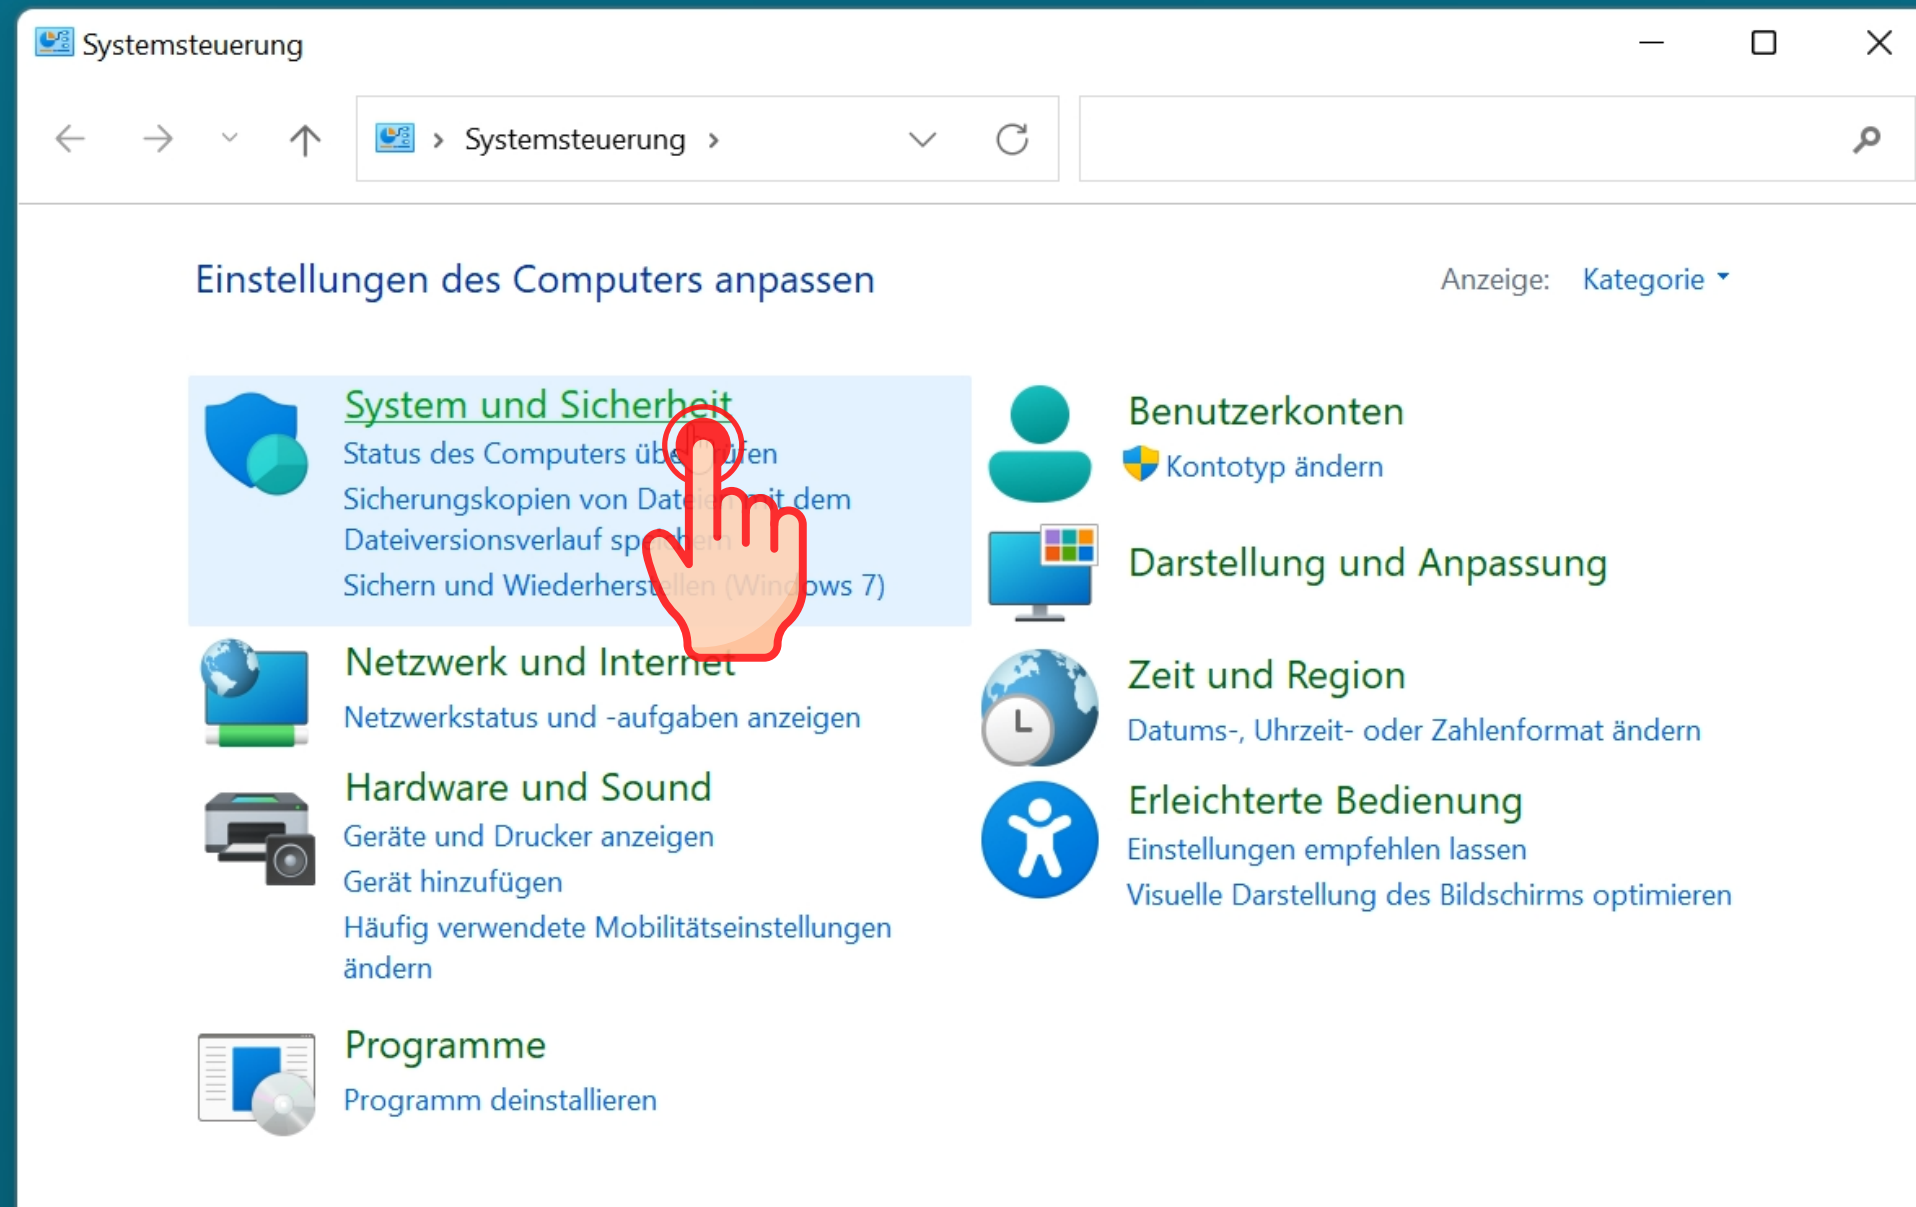 Systemsteuerung
Systemsteuerung
Einstellungen des Computers anpassen
Anzeige: Kategorie
System und Sicherheit
Status des Computers überprüfen
Sicherungskopien von Dateien mit dem
Dateiversionsverlauf speichern
Sichern und Wiederherstellen (Windows 7)
Netzwerk und Internet
Netzwerkstatus und -aufgaben anzeigen
Hardware und Sound
Geräte und Drucker anzeigen
Gerät hinzufügen
Häufig verwendete Mobilitätseinstellungen
ändern
Programme
Programm deinstallieren
Benutzerkonten
Kontotyp ändern
Darstellung und Anpassung
Zeit und Region
Datums-, Uhrzeit- oder Zahlenformat ändern
Erleichterte Bedienung
Einstellungen empfehlen lassen
Visuelle Darstellung des Bildschirms optimieren